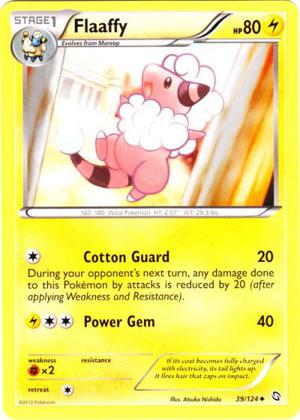 STAGE1
Flaaffy
HP80
Evolves from Mareep
NO. 180 Wool Pokémon HT. 2'07" WT. 29.3 lbs.
Cotton Guard 20
During your opponent's next turn, any damage done
to this Pokémon by attacks is reduced by 20 (after
applying Weakness and Resistance).
Power Gem 40
weakness
×2
resistance
retreat
If its coat becomes fully charged
with electricity, its tail lights up.
It fires hair that zaps on impact.
©2012 Pokémon
Illus. Atsuko Nishida
39/124